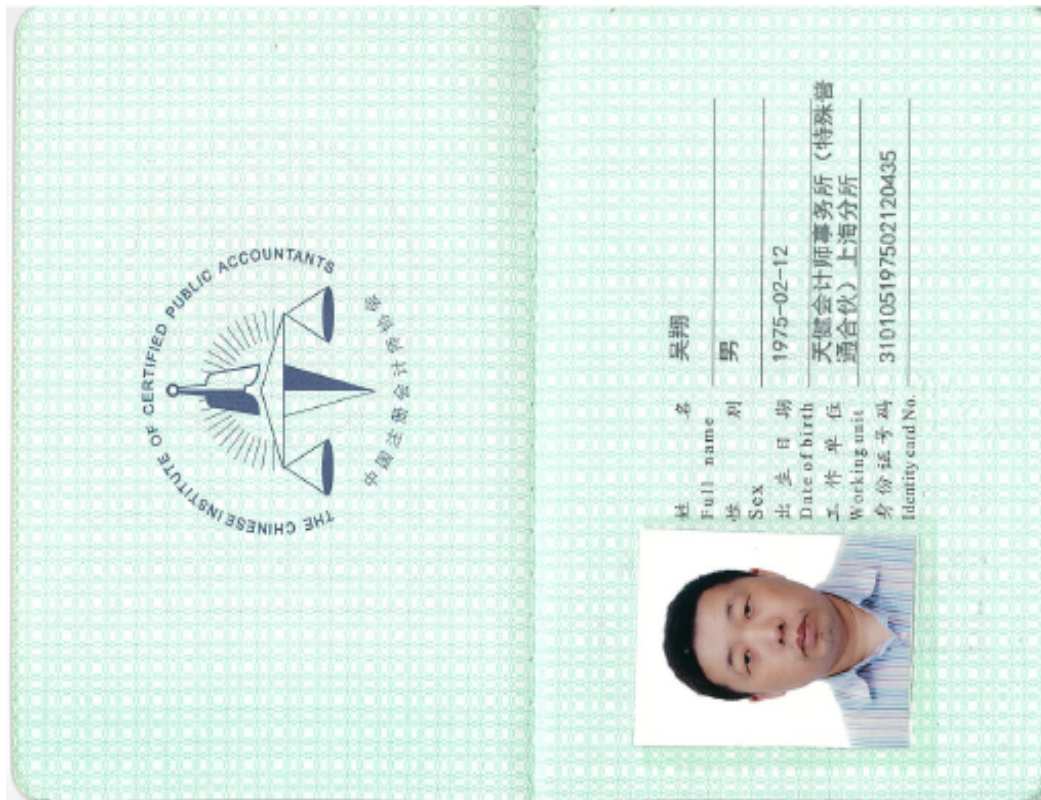 THE CHINESE INSTITUTE OF CERTIFIED PUBLIC ACCOUNTANTS
中国注册会计师协会
姓 名 吴翔
Full name
性 别 男
Sex
出 生 日 期 1975-02-12
Date of birth
工 作 单 位 天健会计师事务所（特殊普
Working unit 通合伙）上海分所
身份证号码 310105197502120435
Identity card No.